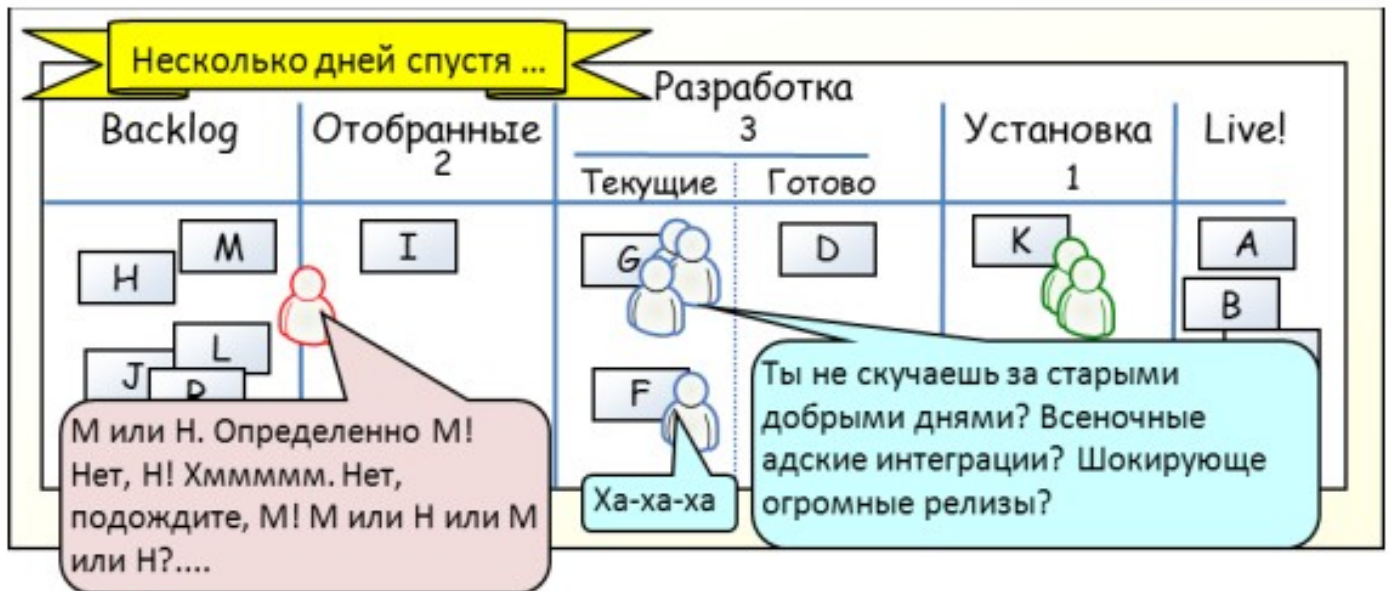 Несколько дней спустя ...
Backlog
Отобранные
2
Разработка
3
Текущие
Готово
Установка
1
Live!
M
H
L
J
I
G
F
D
K
A
B
М или Н. Определенно М!
Нет, Н! Хммммм. Нет,
подождите, М! М или Н или М
или Н?....
Ха-ха-ха
Ты не скучаешь за старыми
добрыми днями? Всеночные
адские интеграции? Шокирующе
огромные релизы?